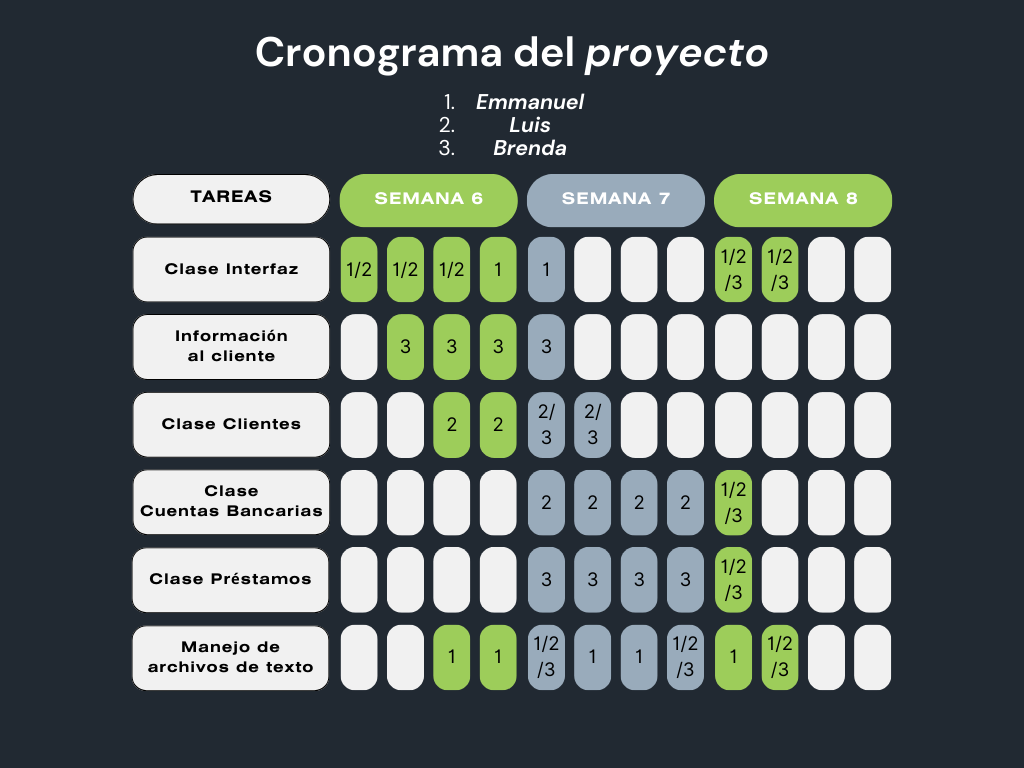 Cronograma del proyecto
1. Emmanuel
2. Luis
3. Brenda
TAREAS SEMANA 6 SEMANA 7 SEMANA 8
Clase Interfaz 1/2 1/2 1/2 1 1 1/2 1/2
/3 /3
Información
al cliente 3 3 3 3
Clase Clientes 2 2 2/ 2/
3 3
Clase
Cuentas Bancarias 2 2 2 2 1/2
/3
Clase Préstamos 3 3 3 3 1/2
/3
Manejo de
archivos de texto 1 1 1/2 1 1 1/2 1 1/2
/3 /3 /3